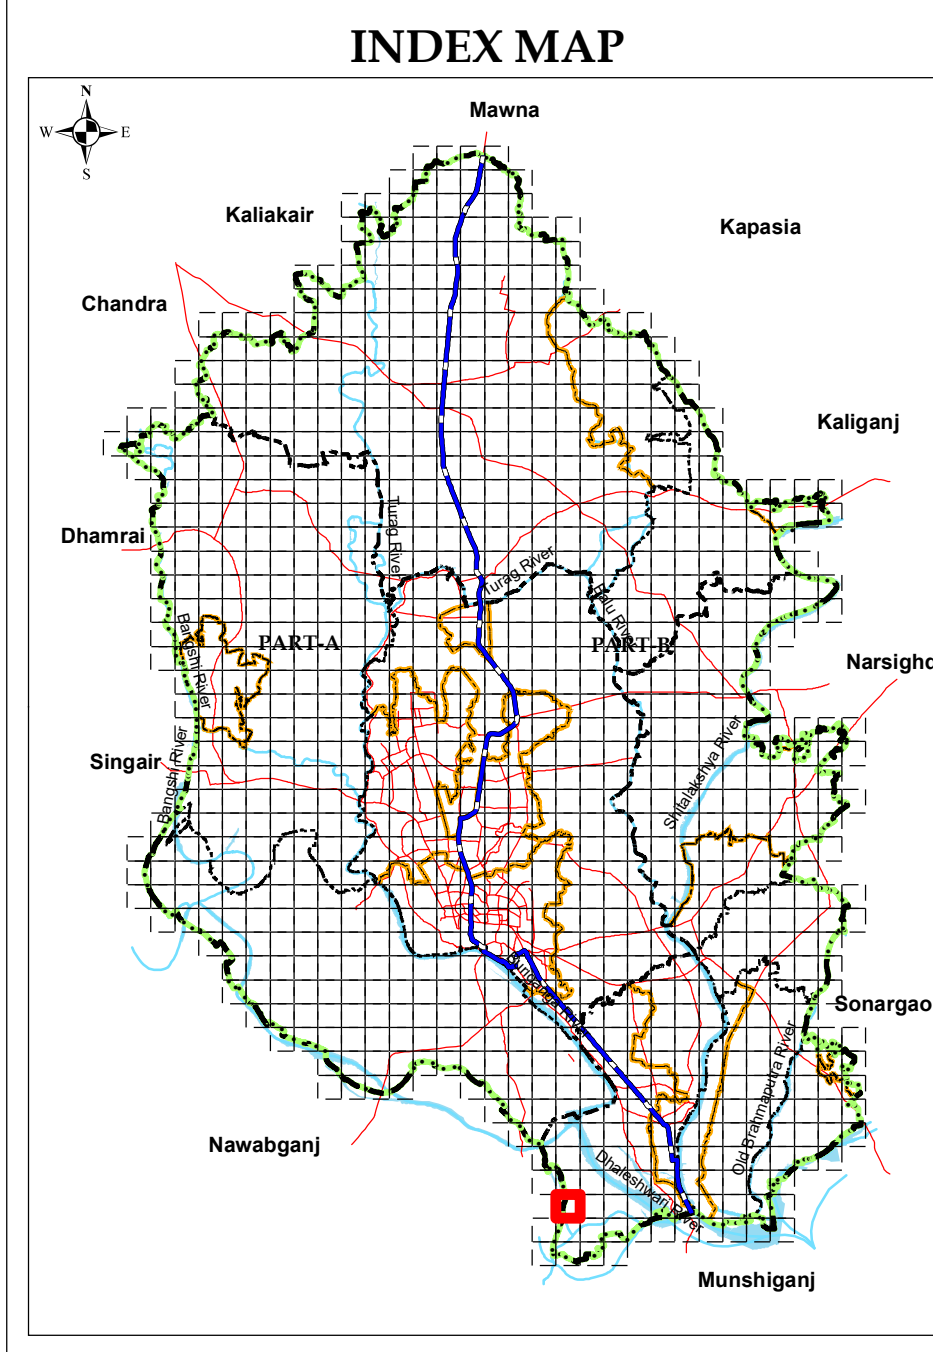 INDEX MAP
N
W E
S
Mawna
Kaliakair
Kapasia
Chandra
Kaliganj
Dhamrai
Turag River
Turag River
Balu River
Bangshi River
PART-A
PART-B
Narsighd
Singair
Bangshi River
Shitalakshya River
Buriganga River
Sonargao
Old Brahmaputra River
Nawabganj
Dhaleshwari River
Munshiganj